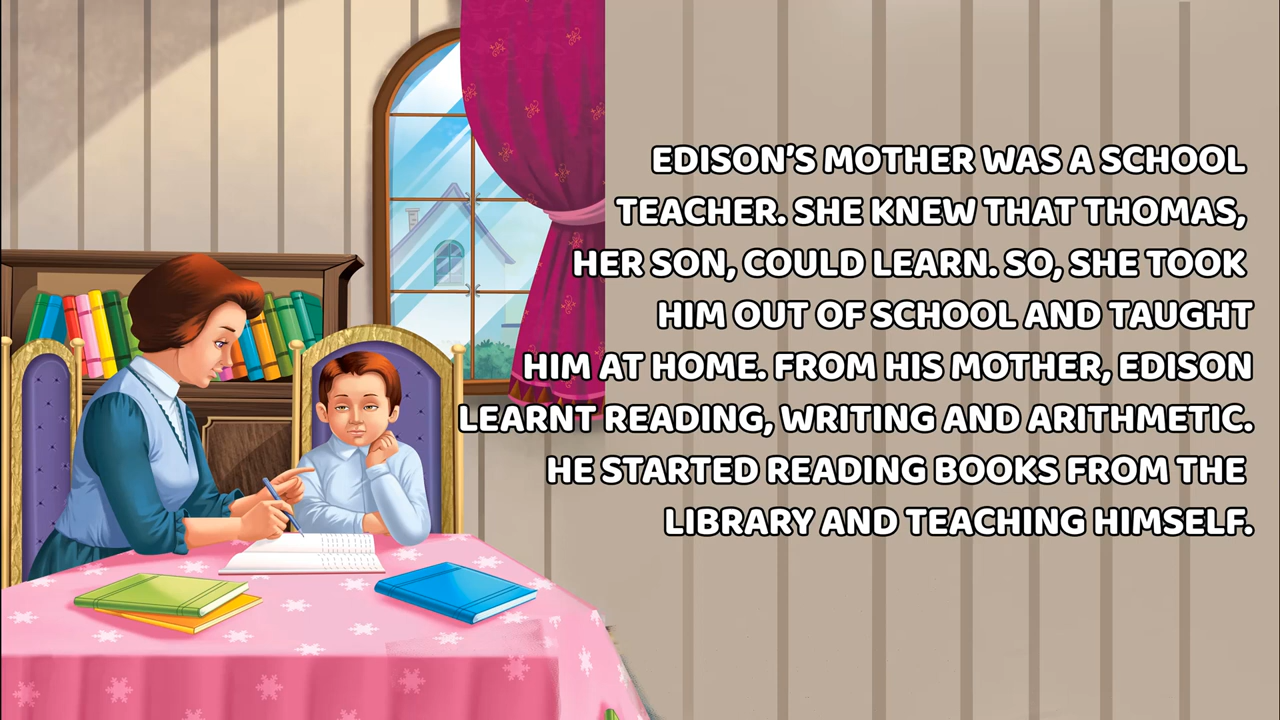 EDISON’S MOTHER WAS A SCHOOL
TEACHER. SHE KNEW THAT THOMAS,
HER SON, COULD LEARN. SO, SHE TOOK
HIM OUT OF SCHOOL AND TAUGHT
HIM AT HOME. FROM HIS MOTHER, EDISON
LEARNT READING, WRITING AND ARITHMETIC.
HE STARTED READING BOOKS FROM THE
LIBRARY AND TEACHING HIMSELF.